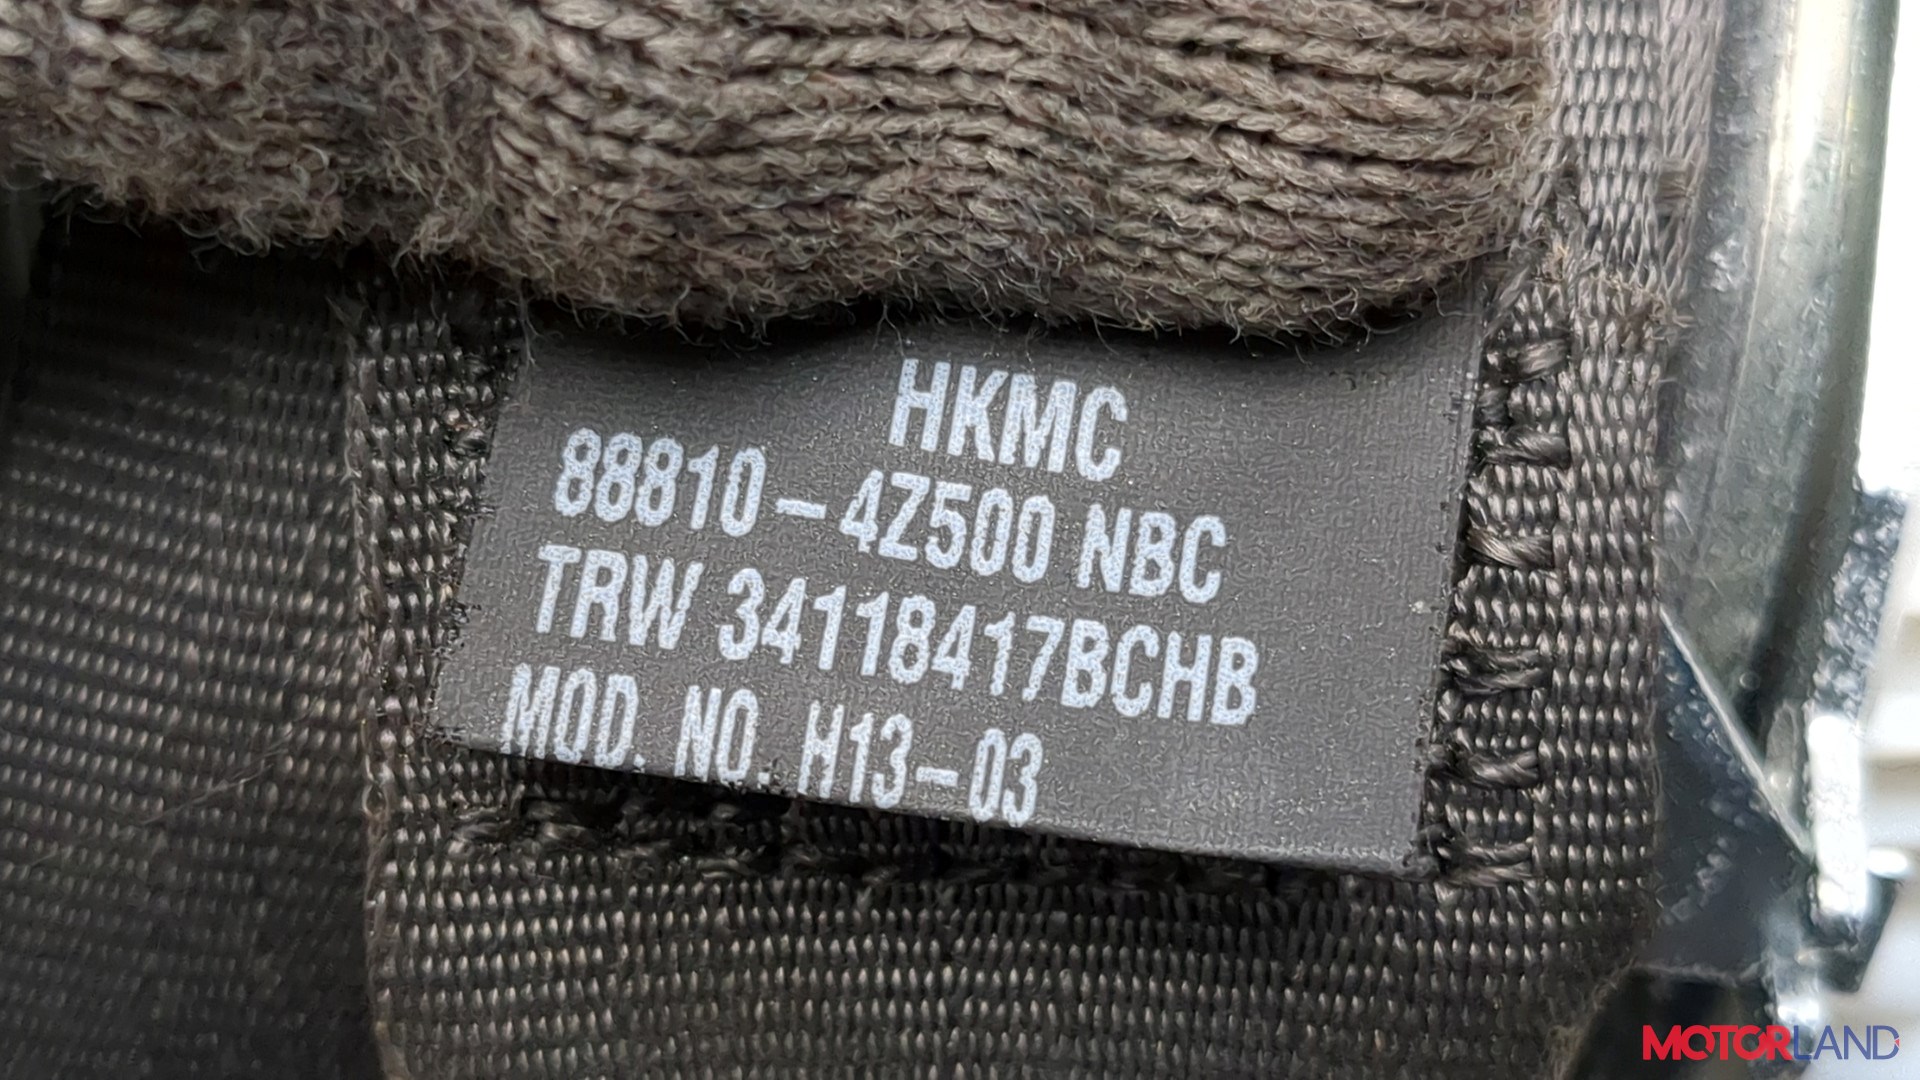 HKMC
88810-4Z500 NBC
TRW 34118417BCHB
MOD. NO. H13-03
MOTORLAND